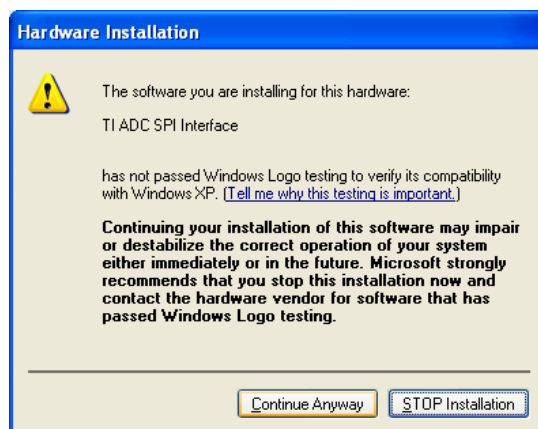 Hardware Installation
The software you are installing for this hardware:
TI ADC SPI Interface
has not passed Windows Logo testing to verify its compatibility
with Windows XP. (Tell me why this testing is important.)
Continuing your installation of this software may impair
or destabilize the correct operation of your system
either immediately or in the future. Microsoft strongly
recommends that you stop this installation now and
contact the hardware vendor for software that has
passed Windows Logo testing.
Continue Anyway STOP Installation